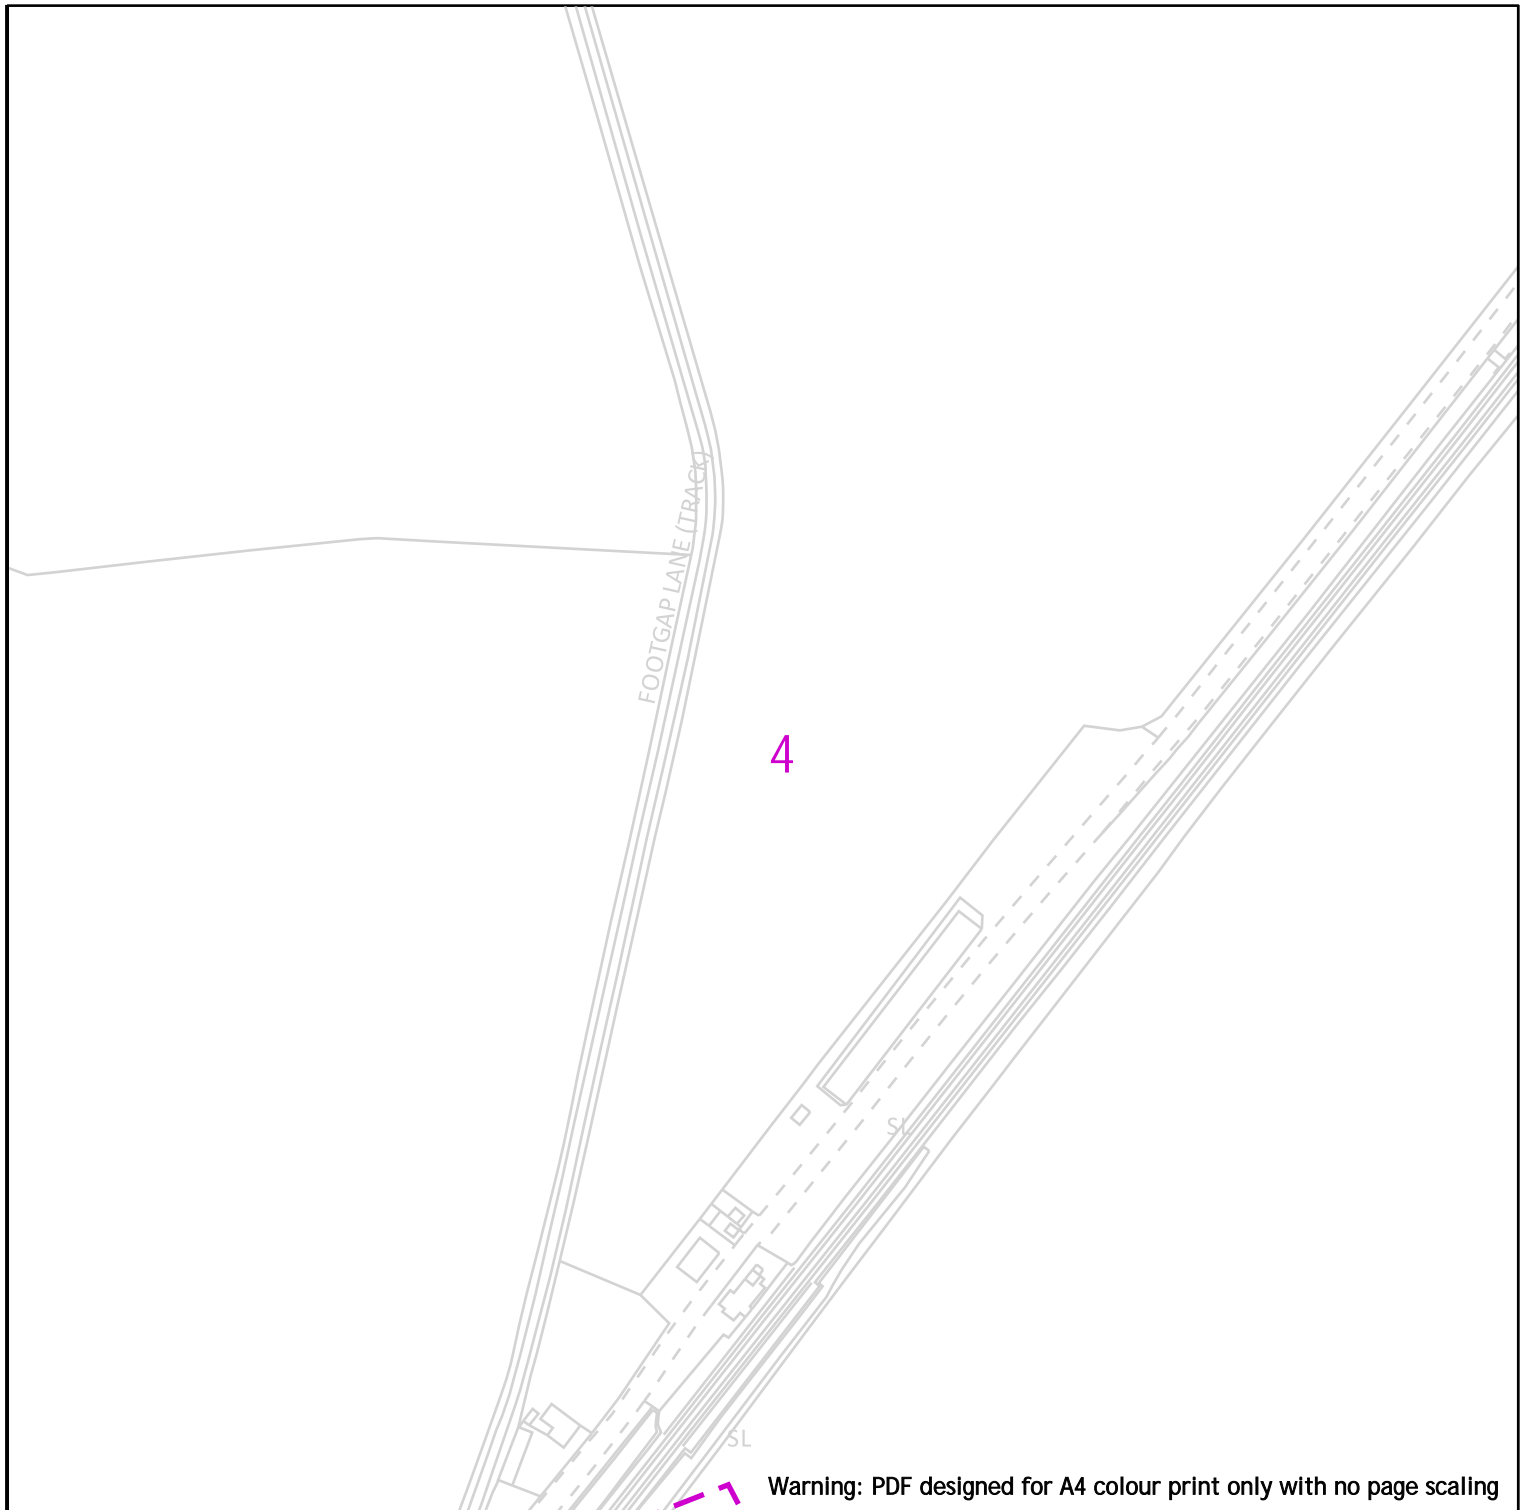 FOOTGAP LANE (TRACK)
4
SL
SL
Warning: PDF designed for A4 colour print only with no page scaling